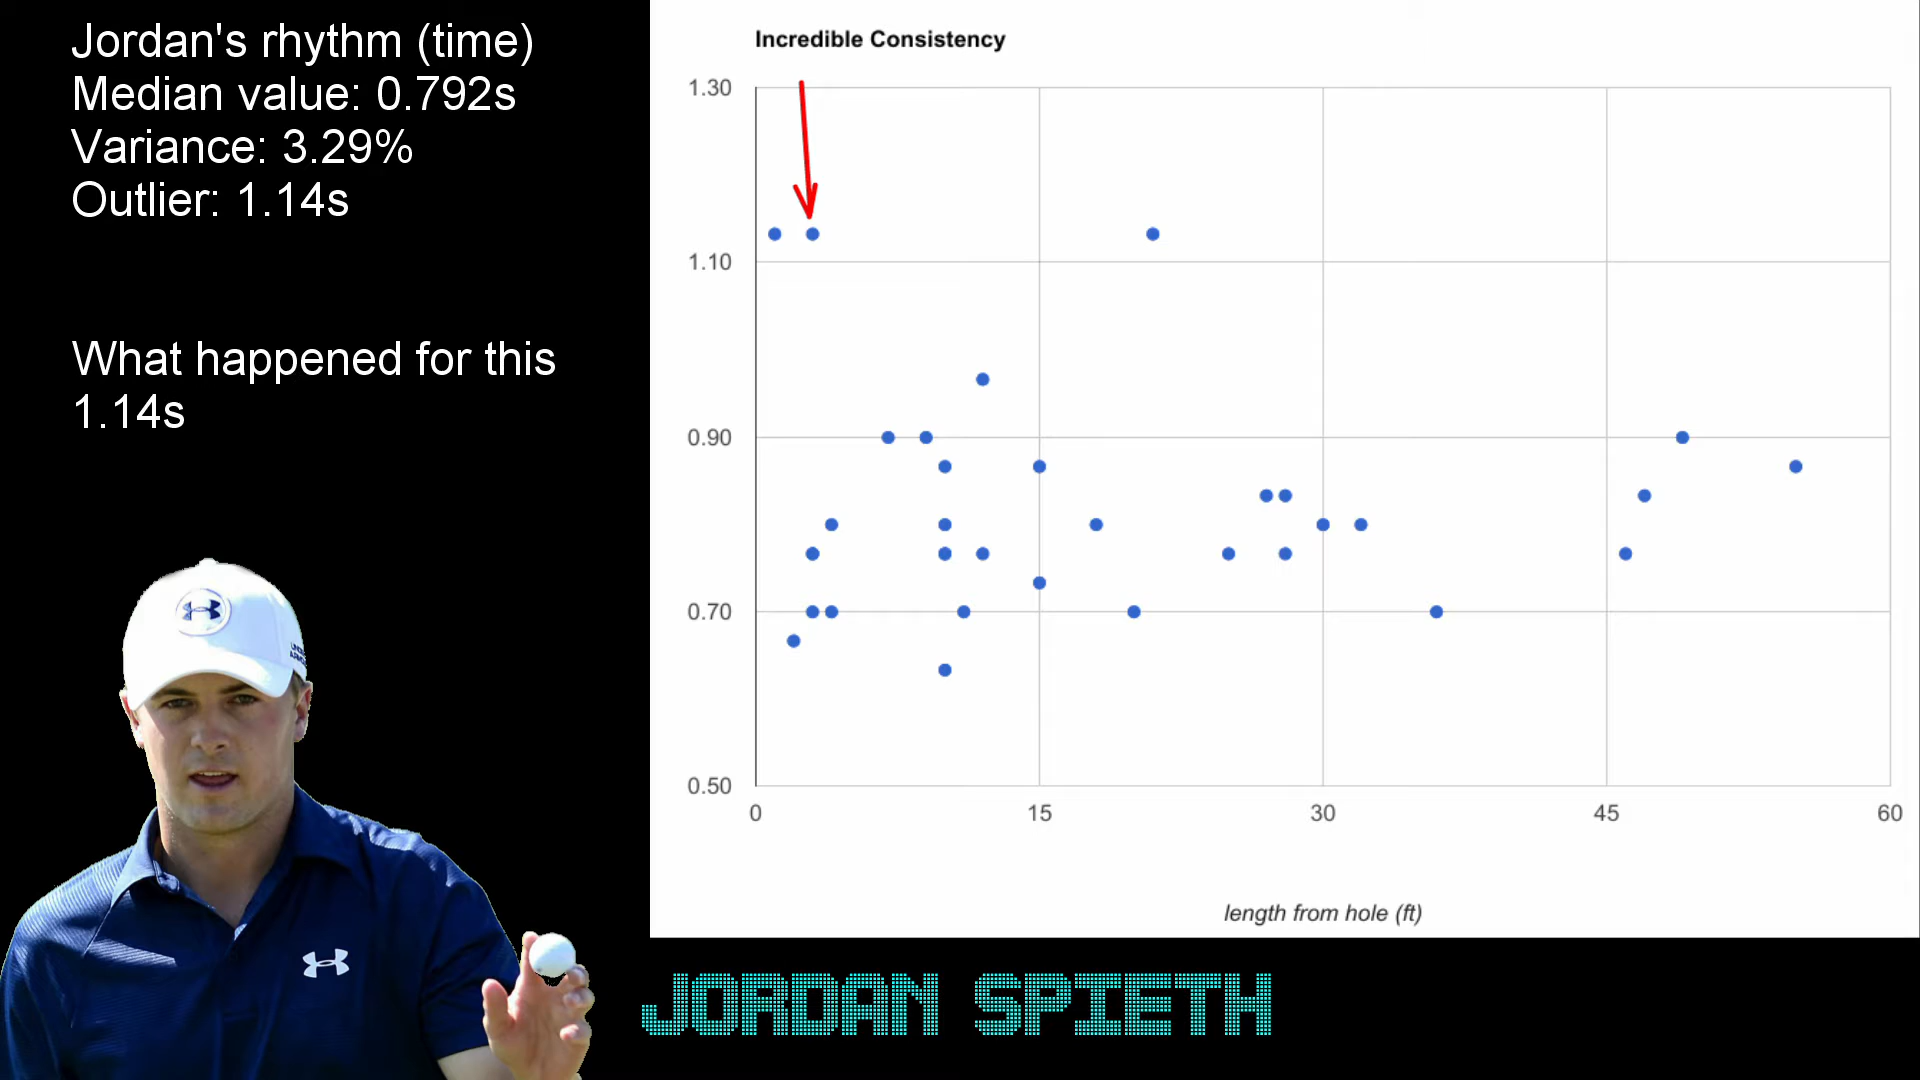 Jordan's rhythm (time)
Median value: 0.792s
Variance: 3.29%
Outlier: 1.14s
What happened for this
1.14s
Incredible Consistency
1.30
1.10
0.90
0.70
0.50
0 15 30 45 60
length from hole (ft)
JORDAN SPIETH